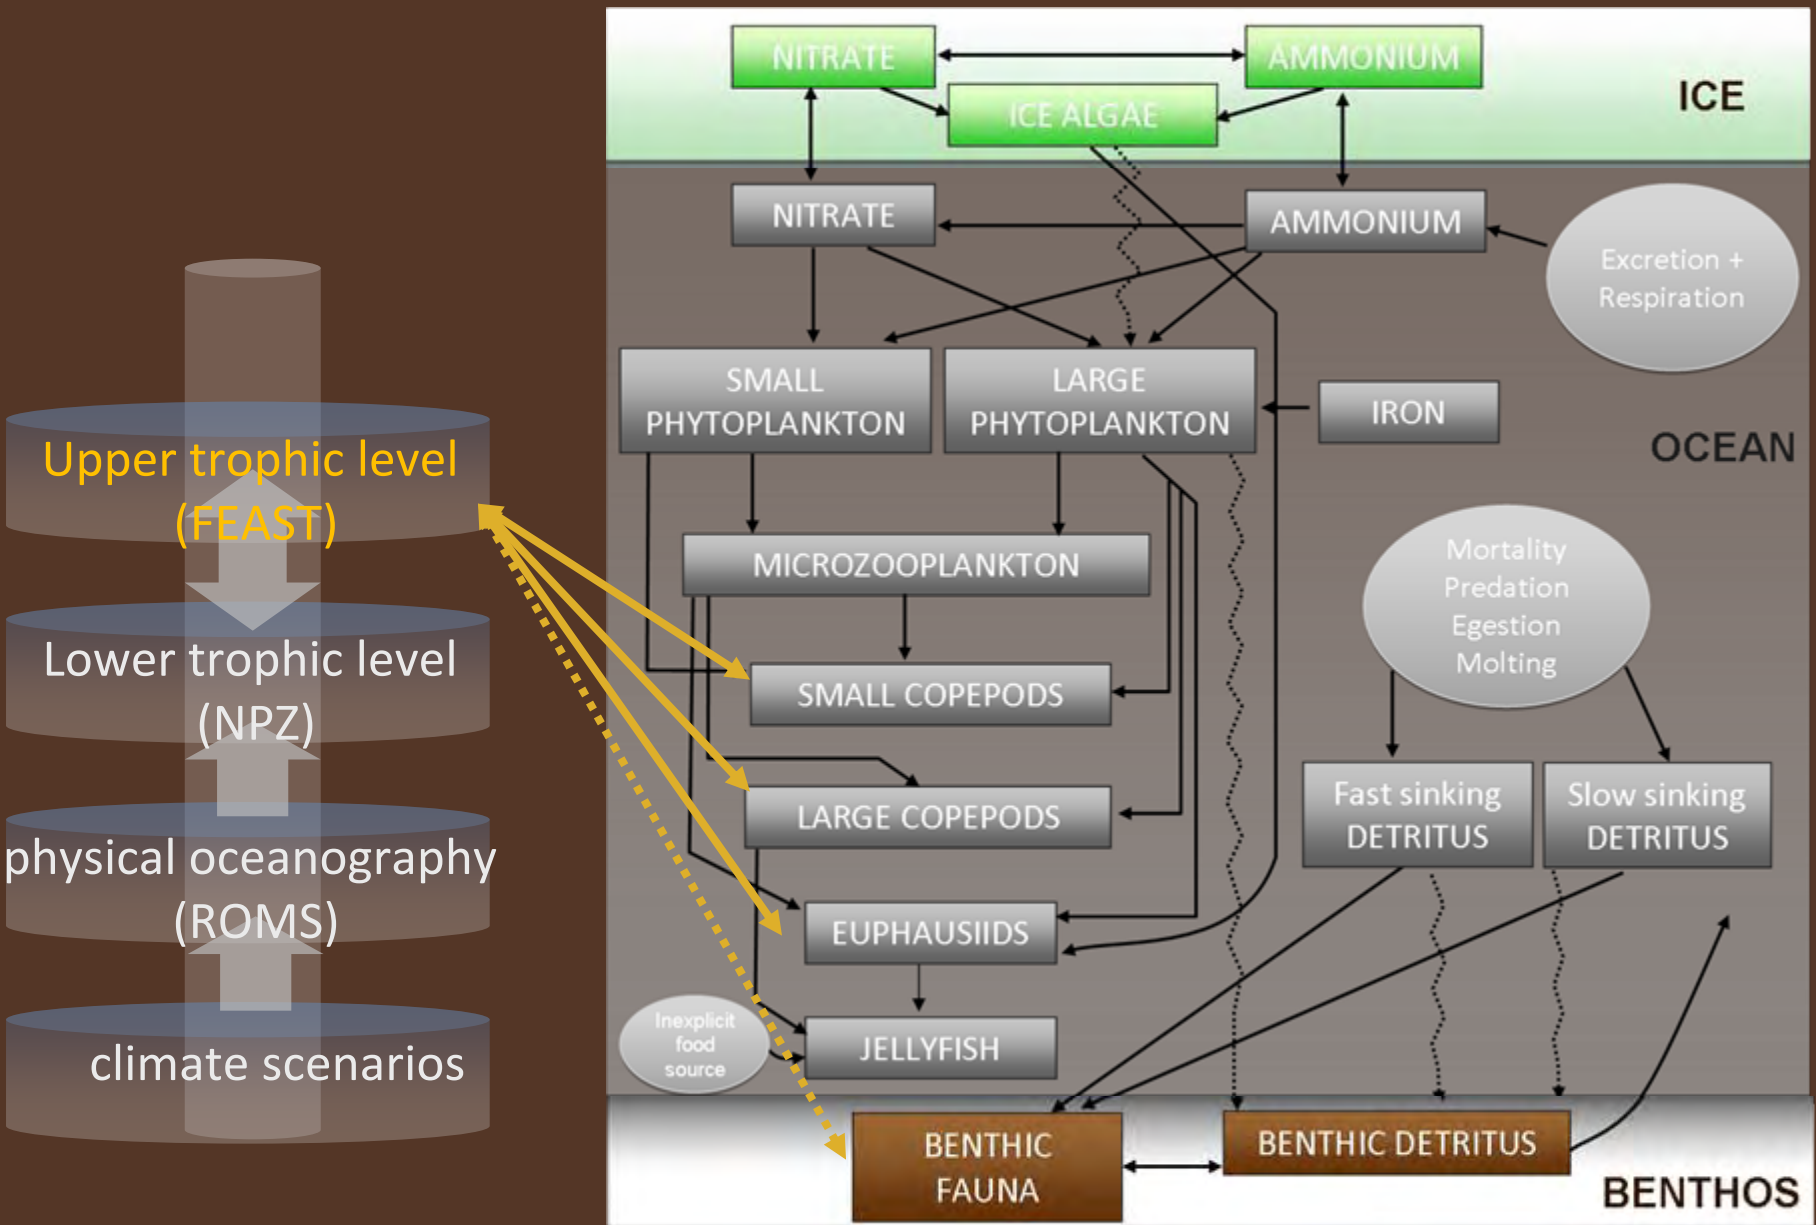 Upper trophic level
(FEAST)
Lower trophic level
(NPZ)
physical oceanography
(ROMS)
climate scenarios
NITRATE
AMMONIUM
ICE ALGAE
ICE
NITRATE
AMMONIUM
Excretion +
Respiration
SMALL
PHYTOPLANKTON
LARGE
PHYTOPLANKTON
IRON
OCEAN
MICROZOOPLANKTON
Mortality
Predation
Egestion
Molting
SMALL COPEPODS
LARGE COPEPODS
Fast sinking
DETRITUS
Slow sinking
DETRITUS
EUPHAUSIIDS
Inexplicit
food
source
JELLYFISH
BENTHIC
FAUNA
BENTHIC DETRITUS
BENTHOS